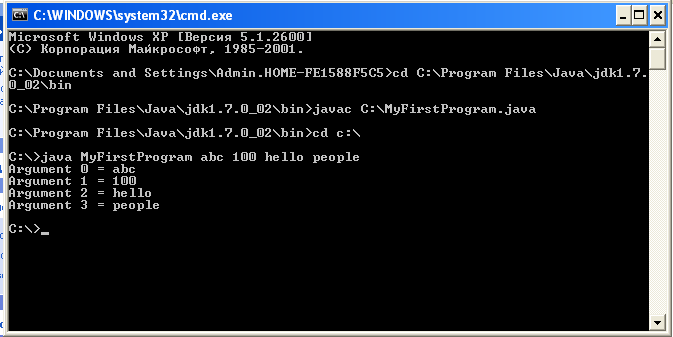 C:\WINDOWS\system32\cmd.exe
Microsoft Windows XP [Версия 5.1.2600]
(С) Корпорация Майкрософт, 1985-2001.
C:\Documents and Settings\Admin.HOME-FE1588F5C5>cd C:\Program Files\Java\jdk1.7.
0_02\bin
C:\Program Files\Java\jdk1.7.0_02\bin>javac C:\MyFirstProgram.java
C:\Program Files\Java\jdk1.7.0_02\bin>cd c:\
C:\>java MyFirstProgram abc 100 hello people
Argument 0 = abc
Argument 1 = 100
Argument 2 = hello
Argument 3 = people
C:\>_